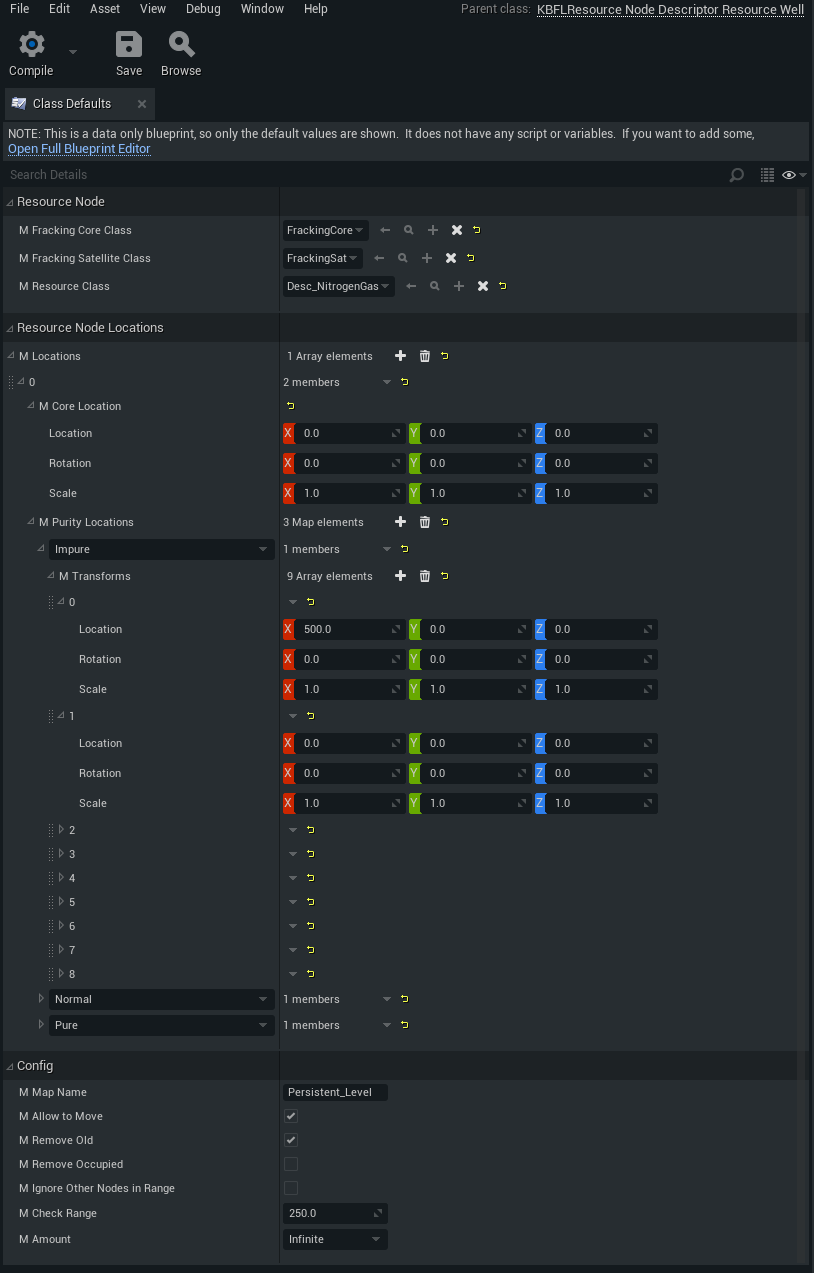 File Edit Asset View Debug Window Help Parent class: KBFLResource Node Descriptor Resource Well
Compile Save Browse
Class Defaults
NOTE: This is a data only blueprint, so only the default values are shown. It does not have any script or variables. If you want to add some,
Open Full Blueprint Editor
Search Details
Resource Node
M Fracking Core Class FrackingCore
M Fracking Satellite Class FrackingSat
M Resource Class Desc_NitrogenGas
Resource Node Locations
M Locations 1 Array elements
0 2 members
M Core Location
Location X 0.0 Y 0.0 Z 0.0
Rotation X 0.0 Y 0.0 Z 0.0
Scale X 1.0 Y 1.0 Z 1.0
M Purity Locations 3 Map elements
Impure 1 members
M Transforms 9 Array elements
0
Location X 500.0 Y 0.0 Z 0.0
Rotation X 0.0 Y 0.0 Z 0.0
Scale X 1.0 Y 1.0 Z 1.0
1
Location X 0.0 Y 0.0 Z 0.0
Rotation X 0.0 Y 0.0 Z 0.0
Scale X 1.0 Y 1.0 Z 1.0
2
3
4
5
6
7
8
Normal 1 members
Pure 1 members
Config
M Map Name Persistent_Level
M Allow to Move
M Remove Old
M Remove Occupied
M Ignore Other Nodes in Range
M Check Range 250.0
M Amount Infinite